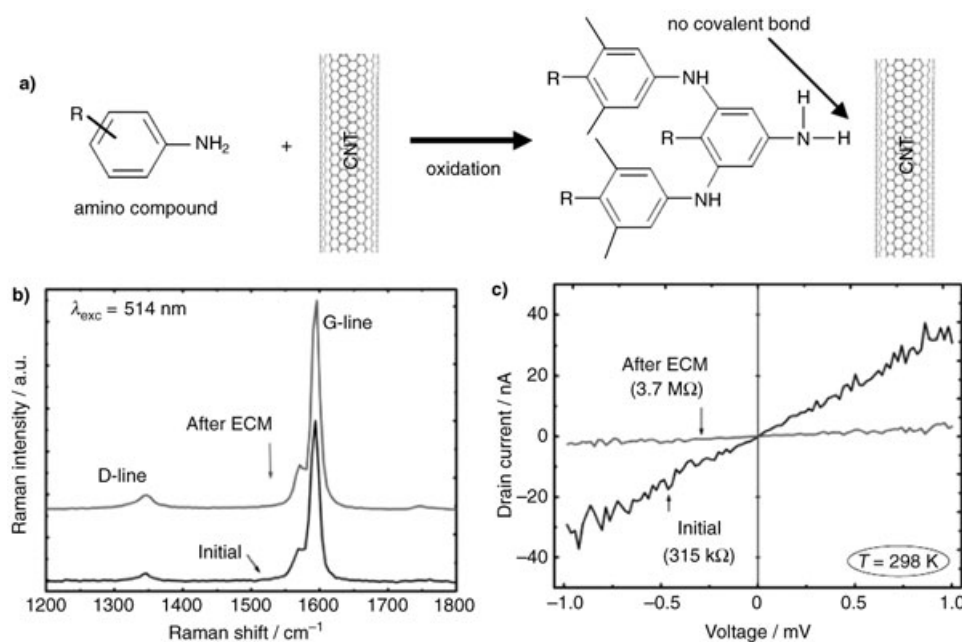 a)
R
NH₂
amino compound
+
CNT
oxidation
no covalent bond
R
NH
R
N
H
H
NH
R
CNT
b)
λexc = 514 nm
G-line
After ECM
D-line
Initial
Raman intensity / a.u.
1200 1300 1400 1500 1600 1700 1800
Raman shift / cm⁻¹
c)
40
20
0
−20
−40
Drain current / nA
After ECM
(3.7 MΩ)
Initial
(315 kΩ)
T = 298 K
−1.0 −0.5 0 0.5 1.0
Voltage / mV